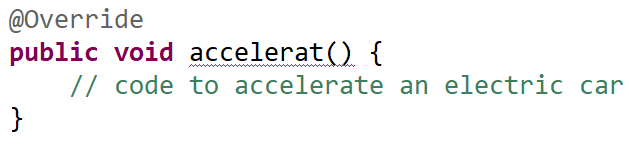 @Override
public void accelerat() {
    // code to accelerate an electric car
}